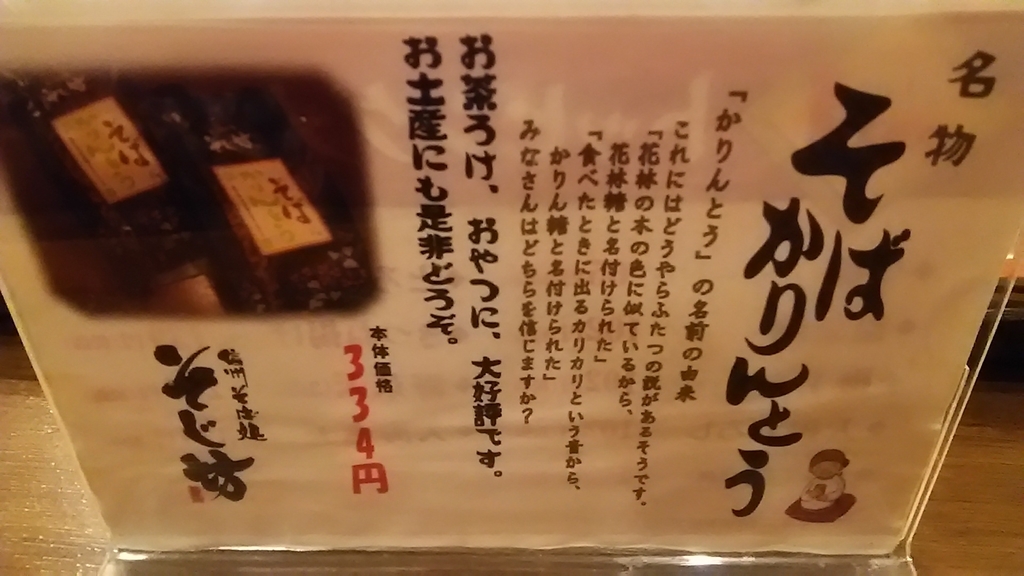 名物
そば
かりんとう
「かりんとう」の名前の由来
これにはどうやらふたつの説があるそうです。
「花林の木の色に似ているから、
花林糖と名付けられた」
「食べたときに出るカリカリという音から、
かりん糖と名付けられた」
みなさんはどちらを信じますか?
お茶うけ、おやつに、大好評です。
お土産にも是非どうぞ。
本体価格
334円
信州そば処
そじ坊
そば
そば